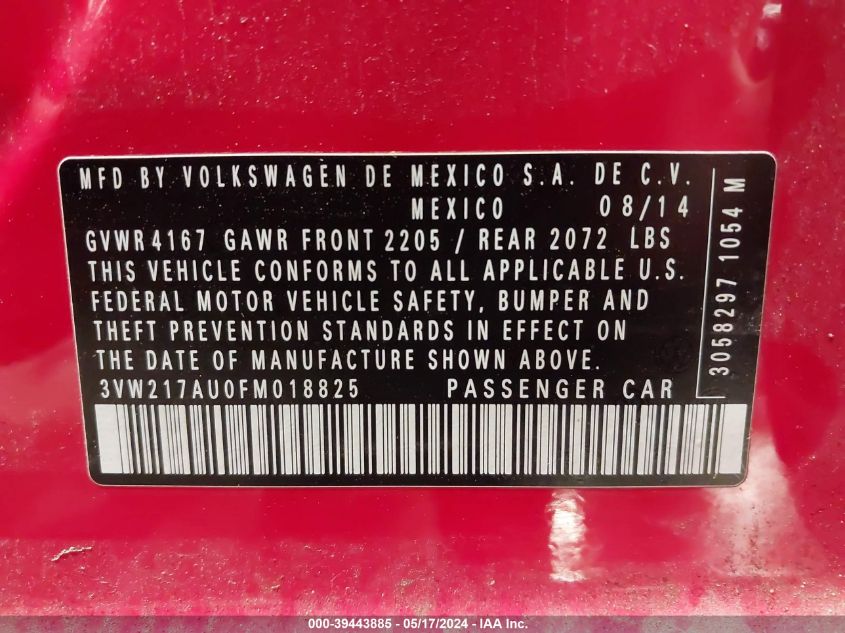 MFD BY VOLKSWAGEN DE MEXICO S.A. DE C.V.
MEXICO 08/14
GVWR 4167 GAWR FRONT 2205 / REAR 2072 LBS
THIS VEHICLE CONFORMS TO ALL APPLICABLE U.S.
FEDERAL MOTOR VEHICLE SAFETY, BUMPER AND
THEFT PREVENTION STANDARDS IN EFFECT ON
THE DATE OF MANUFACTURE SHOWN ABOVE.
3VW217AU0FM018825 PASSENGER CAR
3058297 1054 M
000-39443885 - 05/17/2024 - IAA Inc.